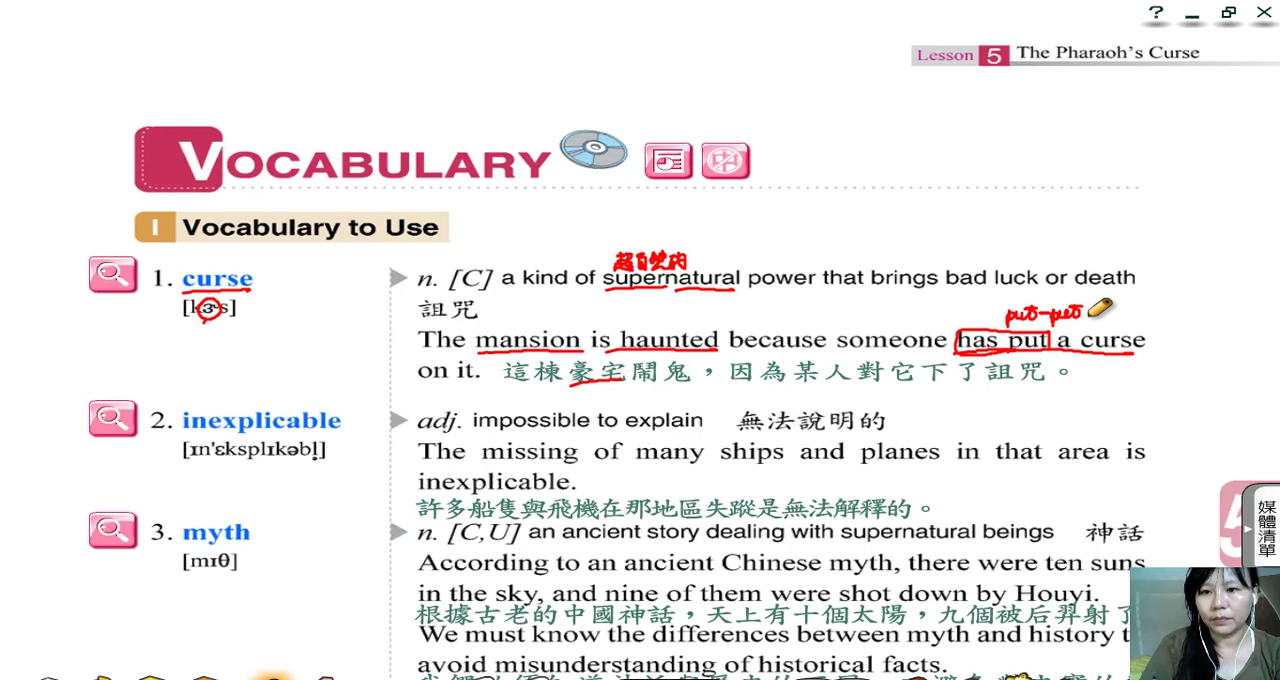 ?
Lesson 5 The Pharaoh's Curse
VOCABULARY
I Vocabulary to Use
超自然的
1. curse n. [C] a kind of supernatural power that brings bad luck or death
[kɝs] 詛咒
put-put
The mansion is haunted because someone has put a curse
on it. 這棟豪宅鬧鬼，因為某人對它下了詛咒。
2. inexplicable adj. impossible to explain 無法說明的
[ɪnˈɛksplɪkəbl̩] The missing of many ships and planes in that area is
inexplicable.
許多船隻與飛機在那地區失蹤是無法解釋的。
3. myth n. [C,U] an ancient story dealing with supernatural beings 神話
[mɪθ] According to an ancient Chinese myth, there were ten suns
in the sky, and nine of them were shot down by Houyi.
根據古老的中國神話，天上有十個太陽，九個被后羿射
We must know the differences between myth and history
avoid misunderstanding of historical facts.
5
媒體清單